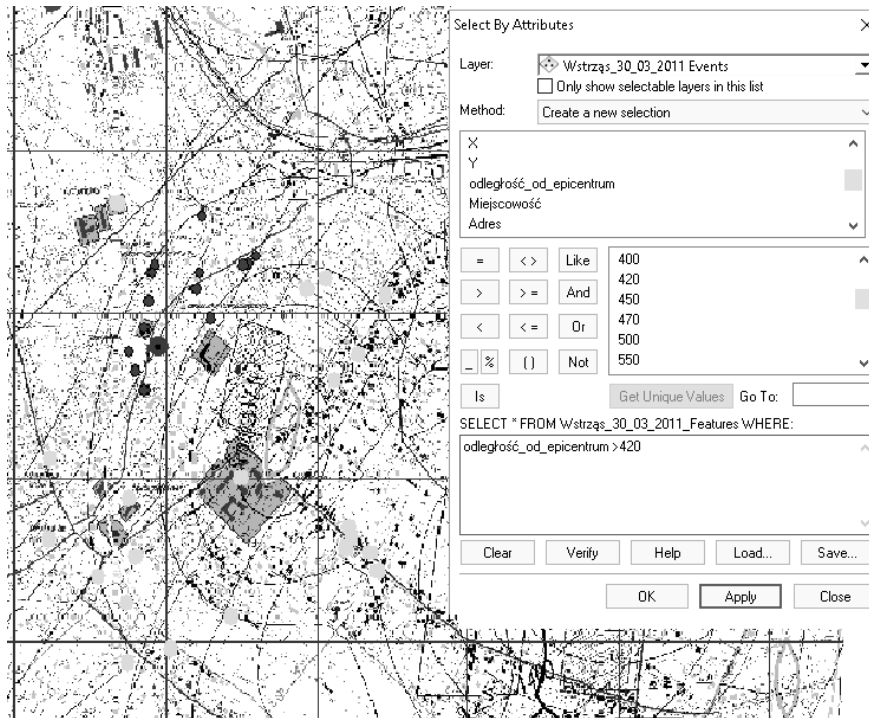 Select By Attributes
Layer:
Wstrząs_30_03_2011 Events
Only show selectable layers in this list
Method:
Create a new selection
X
Y
odległość_od_epicentrum
Miejscowość
Adres
= < > Like
> > = And
< < = Or
_ % ( ) Not
Is
400
420
450
470
500
550
Get Unique Values Go To:
SELECT * FROM Wstrząs_30_03_2011_Features WHERE:
odległość_od_epicentrum >420
Clear Verify Help Load... Save...
OK Apply Close